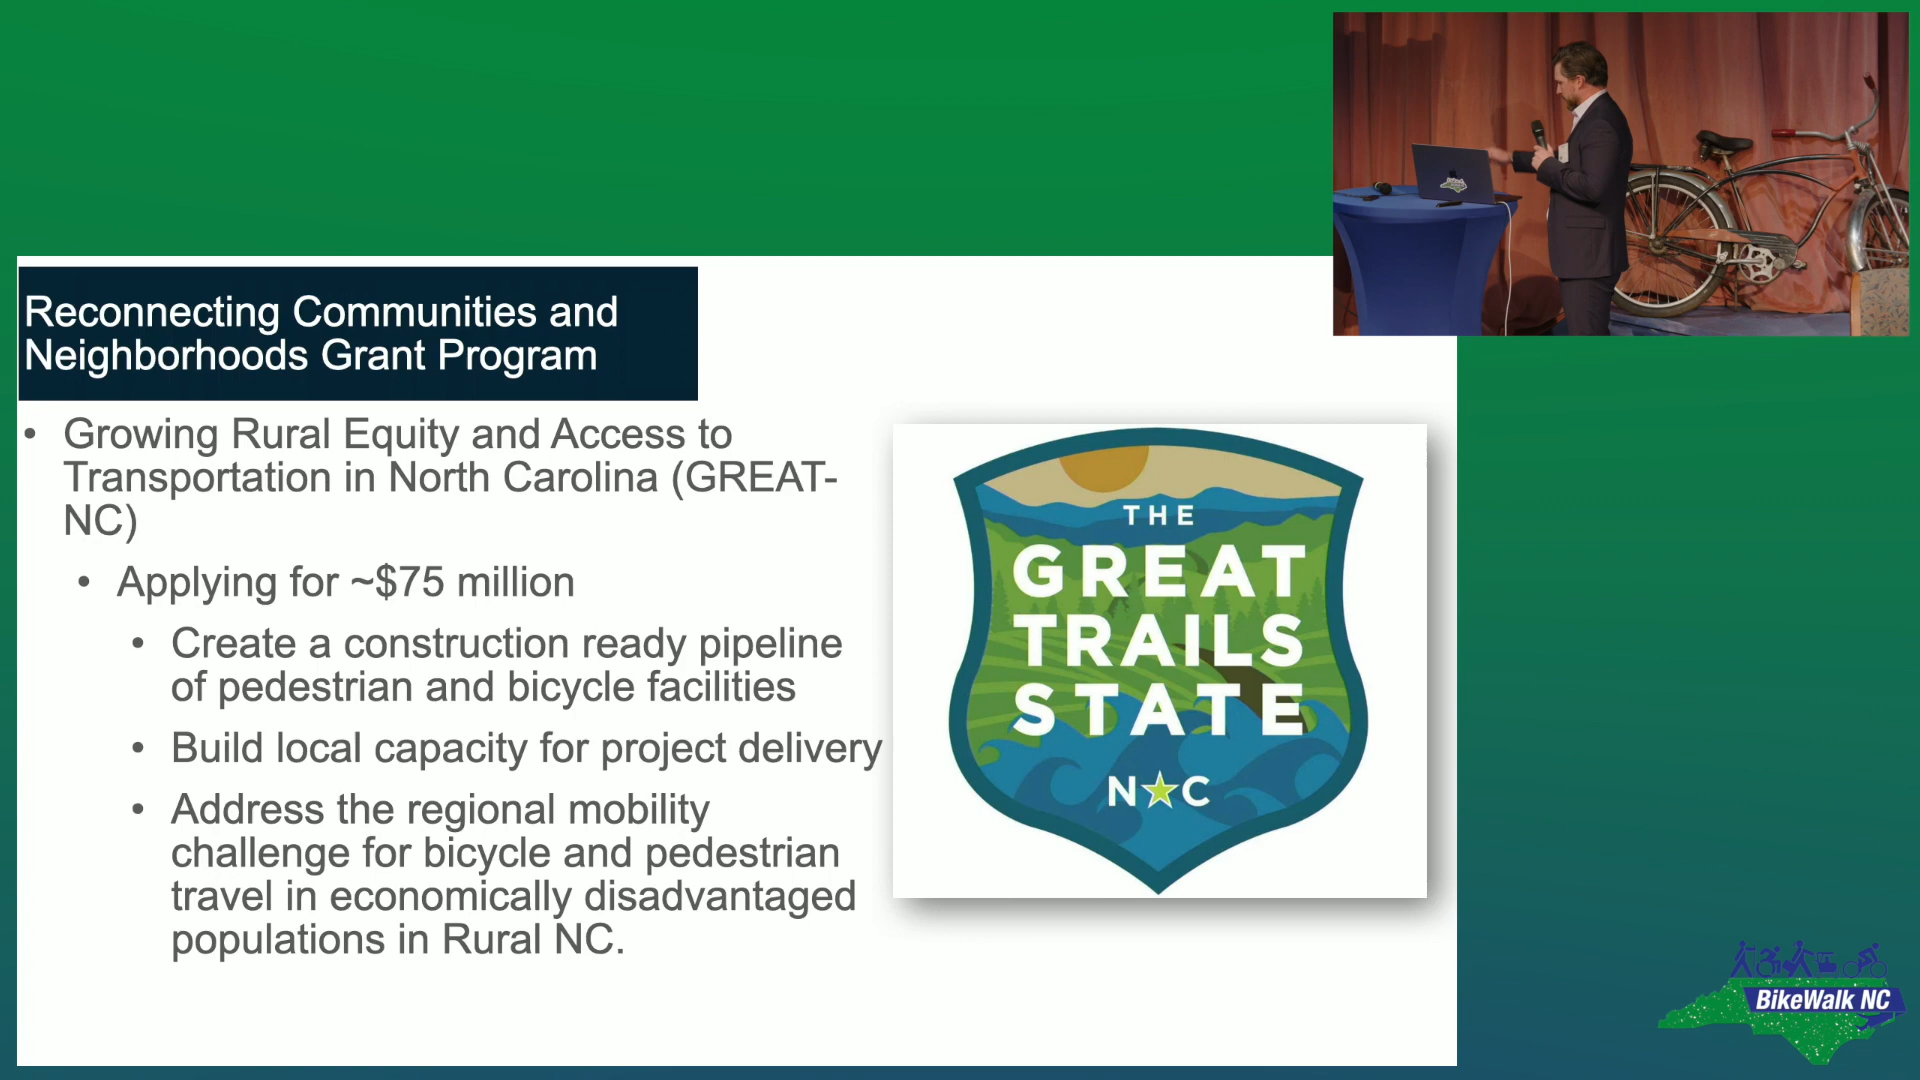 Reconnecting Communities and
Neighborhoods Grant Program
• Growing Rural Equity and Access to
Transportation in North Carolina (GREAT-
NC)
• Applying for ~$75 million
• Create a construction ready pipeline
of pedestrian and bicycle facilities
• Build local capacity for project delivery
• Address the regional mobility
challenge for bicycle and pedestrian
travel in economically disadvantaged
populations in Rural NC.
THE
GREAT
TRAILS
STATE
N★C
BikeWalk NC